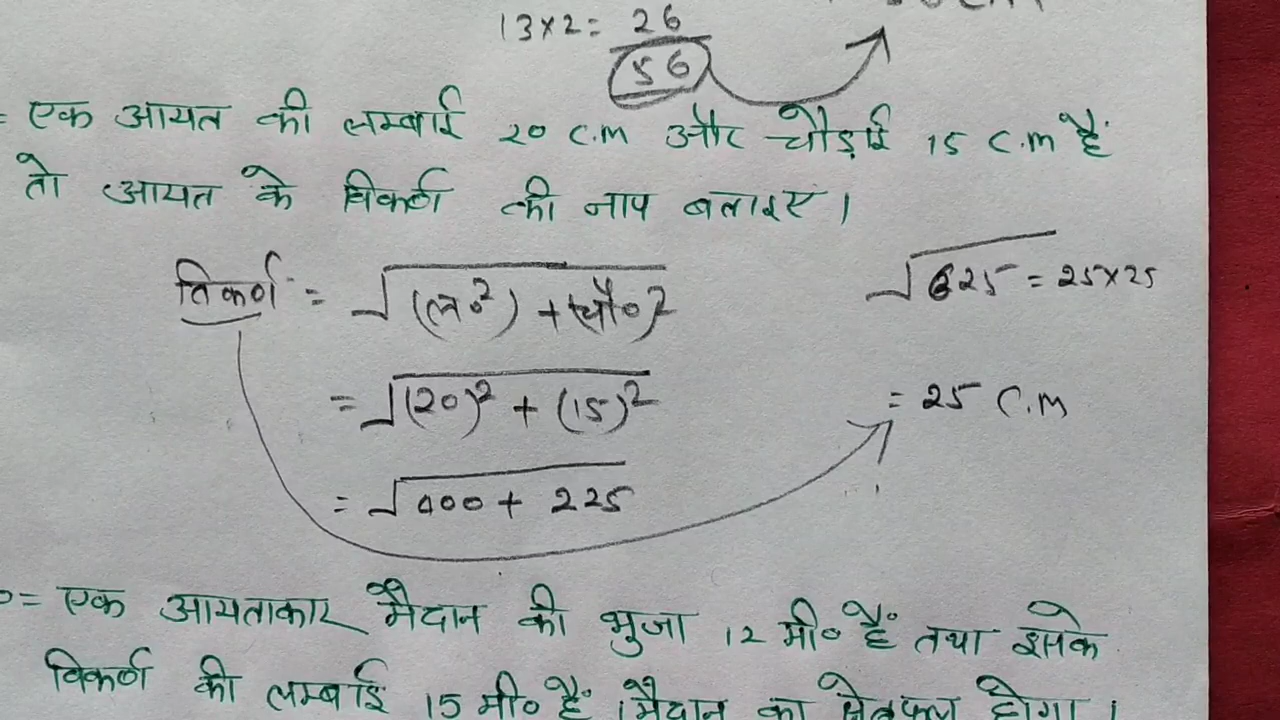 13×2= 26
56
= एक आयत की लम्बाई 20 C.M और चौड़ाई 15 C.M हैं
तो आयत के विकर्ण की नाप बताइए।
विकर्ण = √(ल०²) + (चौ०)²
√625 = 25×25
= √(20)² + (15)²
= 25 C.M
= √400 + 225
= एक आयताकार मैदान की भुजा 12 मी० हैं तथा इसके
विकर्ण की लम्बाई 15 मी० हैं। मैदान का क्षेत्रफल होगा।